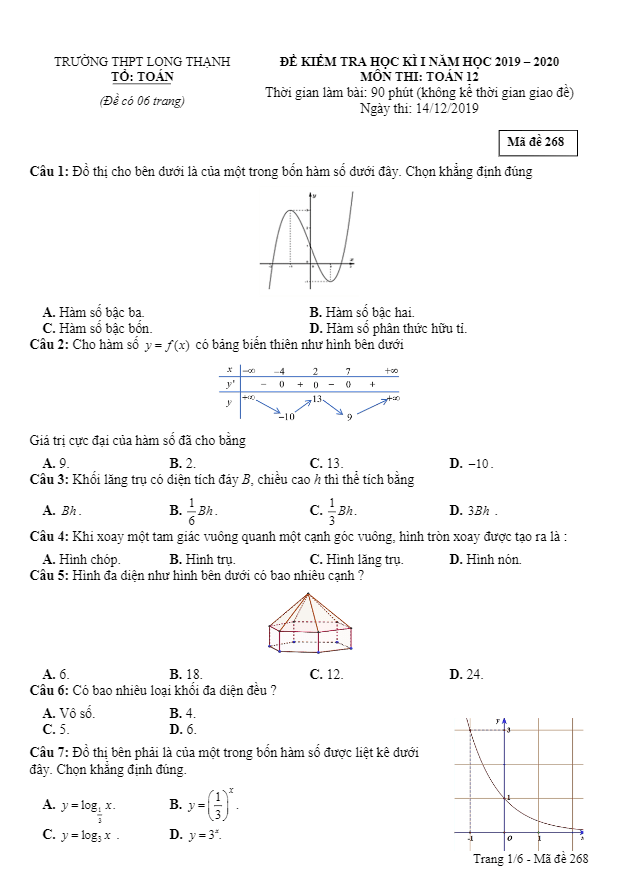 TRƯỜNG THPT LONG THẠNH
TỔ: TOÁN
(Đề có 06 trang)
ĐỀ KIỂM TRA HỌC KÌ I NĂM HỌC 2019 – 2020
MÔN THI: TOÁN 12
Thời gian làm bài: 90 phút (không kể thời gian giao đề)
Ngày thi: 14/12/2019
Mã đề 268
Câu 1: Đồ thị cho bên dưới là của một trong bốn hàm số dưới đây. Chọn khẳng định đúng
A. Hàm số bậc ba. B. Hàm số bậc hai.
C. Hàm số bậc bốn. D. Hàm số phân thức hữu tỉ.
Câu 2: Cho hàm số y = f(x) có bảng biến thiên như hình bên dưới
x −∞ −4 2 7 +∞
y' − 0 + 0 − 0 +
y +∞ −10 13 9 +∞
Giá trị cực đại của hàm số đã cho bằng
A. 9. B. 2. C. 13. D. −10.
Câu 3: Khối lăng trụ có diện tích đáy B, chiều cao h thì thể tích bằng
A. Bh. B. 1/6 Bh. C. 1/3 Bh. D. 3Bh .
Câu 4: Khi xoay một tam giác vuông quanh một cạnh góc vuông, hình tròn xoay được tạo ra là :
A. Hình chóp. B. Hình trụ. C. Hình lăng trụ. D. Hình nón.
Câu 5: Hình đa diện như hình bên dưới có bao nhiêu cạnh ?
A. 6. B. 18. C. 12. D. 24.
Câu 6: Có bao nhiêu loại khối đa diện đều ?
A. Vô số. B. 4.
C. 5. D. 6.
Câu 7: Đồ thị bên phải là của một trong bốn hàm số được liệt kê dưới
đây. Chọn khẳng định đúng.
A. y = log_{1/3} x. B. y = (1/3)^x.
C. y = log₃ x . D. y = 3^x.
y
3
1
-1 O 1
Trang 1/6 - Mã đề 268